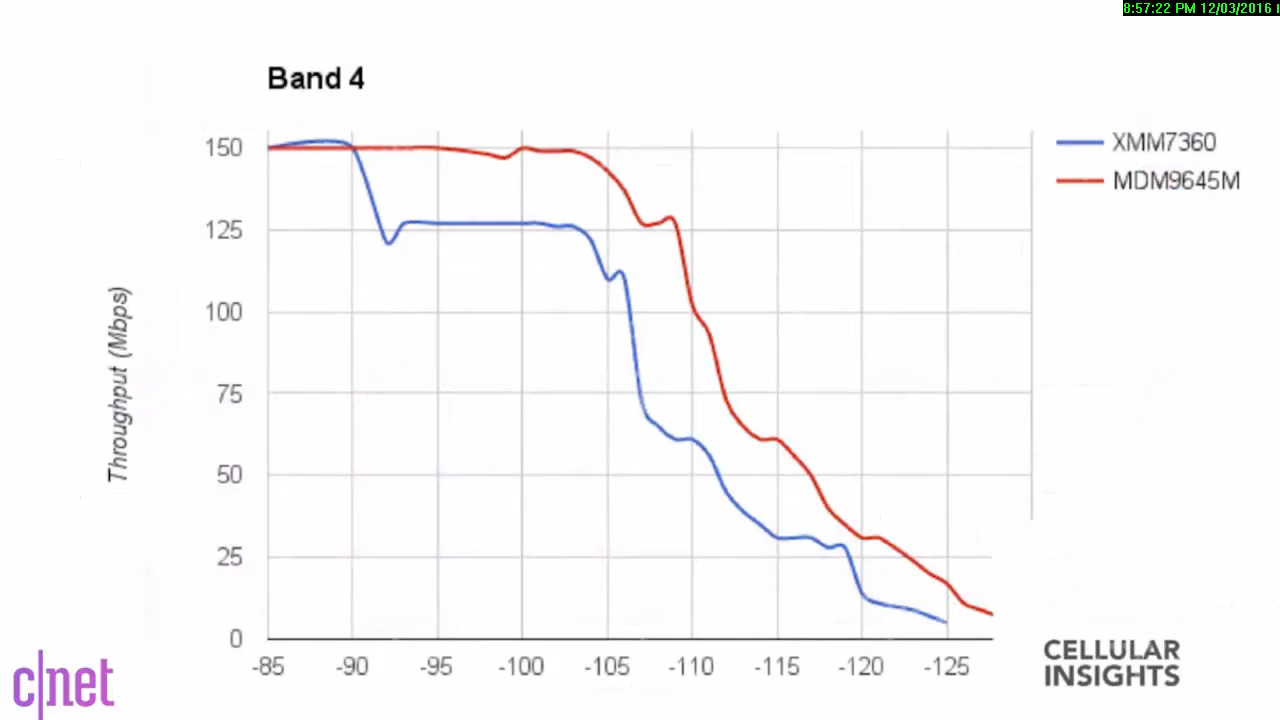 8:57:22 PM 12/03/2016
Band 4
XMM7360
MDM9645M
Throughput (Mbps)
150
125
100
75
50
25
0
-85 -90 -95 -100 -105 -110 -115 -120 -125
c|net
CELLULAR
INSIGHTS